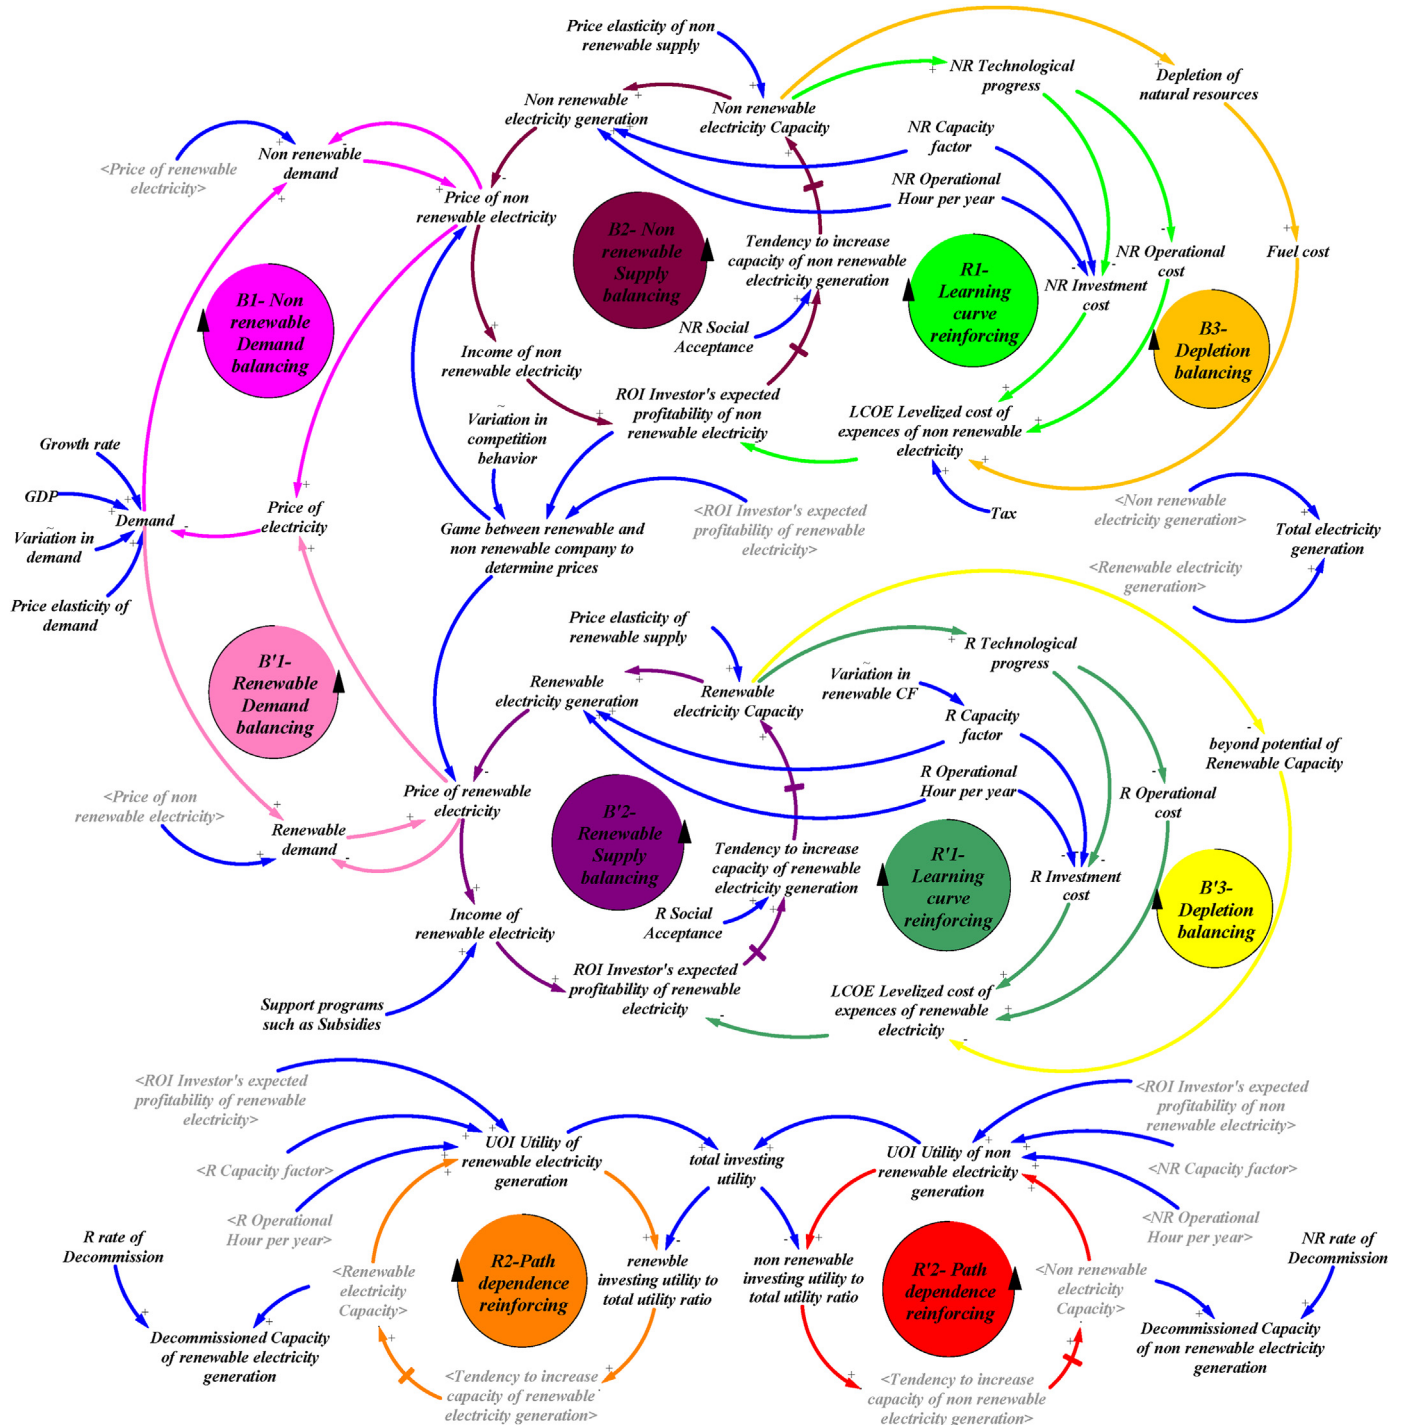 Price elasticity of non
renewable supply
Non renewable
electricity generation
Non renewable
electricity Capacity
NR Technological
progress
Depletion of
natural resources
NR Capacity
factor
NR Operational
Hour per year
<Price of renewable
electricity>
Non renewable
demand
Price of non
renewable electricity
B2- Non
renewable
Supply
balancing
Tendency to increase
capacity of non renewable
electricity generation
R1-
Learning
curve
reinforcing
NR Operational
cost
Fuel cost
NR Investment
cost
B3-
Depletion
balancing
B1- Non
renewable
Demand
balancing
NR Social
Acceptance
Income of non
renewable electricity
ROI Investor's expected
profitability of non
renewable electricity
LCOE Levelized cost of
expences of non renewable
electricity
~
Variation in
competition
behavior
Growth rate
GDP
Demand
~
Variation in
demand
Price elasticity of
demand
Price of
electricity
Game between renewable and
non renewable company to
determine prices
<ROI Investor's expected
profitability of renewable
electricity>
Tax
<Non renewable
electricity generation>
Total electricity
generation
<Renewable electricity
generation>
Price elasticity of
renewable supply
R Technological
progress
~
Variation in
renewable CF
Renewable
electricity generation
Renewable
electricity Capacity
R Capacity
factor
beyond potential of
Renewable Capacity
B'1-
Renewable
Demand
balancing
R Operational
Hour per year
R Operational
cost
<Price of non
renewable electricity>
Price of renewable
electricity
Renewable
demand
B'2-
Renewable
Supply
balancing
Tendency to increase
capacity of renewable
electricity generation
R'1-
Learning
curve
reinforcing
R Investment
cost
B'3-
Depletion
balancing
R Social
Acceptance
Income of
renewable electricity
ROI Investor's expected
profitability of renewable
electricity
LCOE Levelized cost of
expences of renewable
electricity
Support programs
such as Subsidies
<ROI Investor's expected
profitability of renewable
electricity>
<R Capacity factor>
<R Operational
Hour per year>
UOI Utility of
renewable electricity
generation
total investing
utility
UOI Utility of non
renewable electricity
generation
<ROI Investor's expected
profitability of non
renewable electricity>
<NR Capacity factor>
<NR Operational
Hour per year>
R rate of
Decommission
<Renewable
electricity
Capacity>
R2-Path
dependence
reinforcing
renewble
investing utility to
total utility ratio
non renewable
investing utility to
total utility ratio
R'2- Path
dependence
reinforcing
<Non renewable
electricity
Capacity>
NR rate of
Decommission
Decommissioned Capacity
of renewable electricity
generation
<Tendency to increase
capacity of renewable
electricity generation>
<Tendency to increase
capacity of non renewable
electricity generation>
Decommissioned Capacity
of non renewable electricity
generation